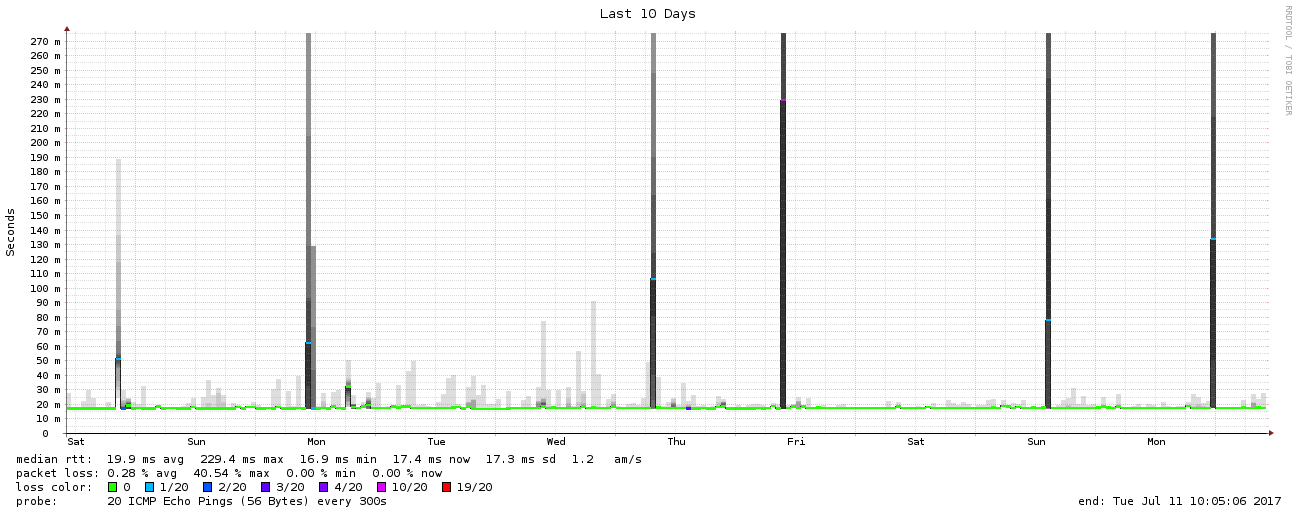 Last 10 Days
RRDTOOL / TOBI OETIKER
Seconds
270 m
260 m
250 m
240 m
230 m
220 m
210 m
200 m
190 m
180 m
170 m
160 m
150 m
140 m
130 m
120 m
110 m
100 m
90 m
80 m
70 m
60 m
50 m
40 m
30 m
20 m
10 m
0
Sat Sun Mon Tue Wed Thu Fri Sat Sun Mon
median rtt: 19.9 ms avg 229.4 ms max 16.9 ms min 17.4 ms now 17.3 ms sd 1.2 am/s
packet loss: 0.28 % avg 40.54 % max 0.00 % min 0.00 % now
loss color: 0 1/20 2/20 3/20 4/20 10/20 19/20
probe: 20 ICMP Echo Pings (56 Bytes) every 300s end: Tue Jul 11 10:05:06 2017